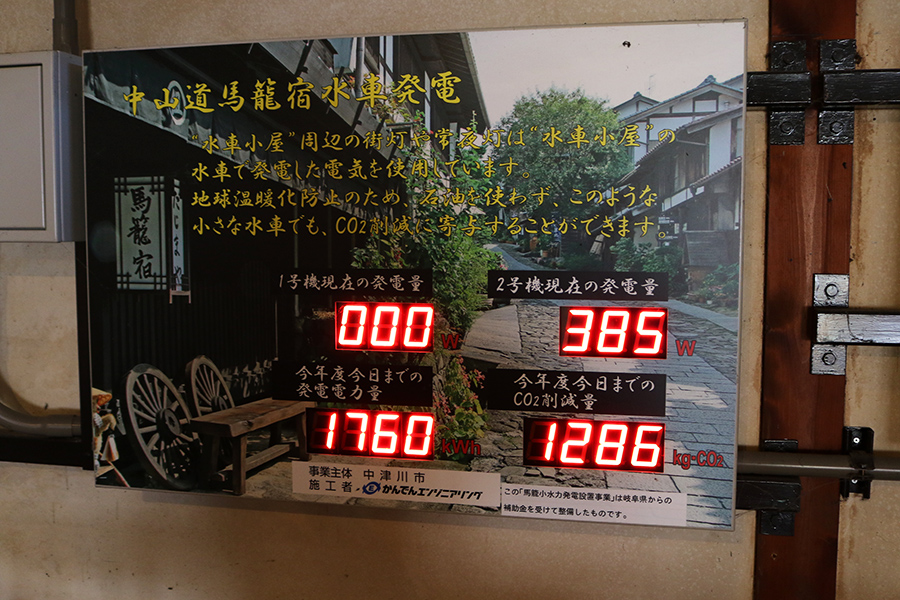 中山道馬籠宿水車発電
“水車小屋”周辺の街灯や常夜灯は“水車小屋”の
水車で発電した電気を使用しています。
地球温暖化防止のため、石油を使わず、このような
小さな水車でも、CO2削減に寄与することができます。
馬籠宿
1号機現在の発電量
000 W
2号機現在の発電量
385 W
今年度今日までの
発電電力量
1760 kWh
今年度今日までの
CO2削減量
1286 kg-CO2
事業主体 中津川市
施工者 かんでんエンジニアリング
この「馬籠小水力発電設置事業」は岐阜県からの
補助金を受けて整備したものです。